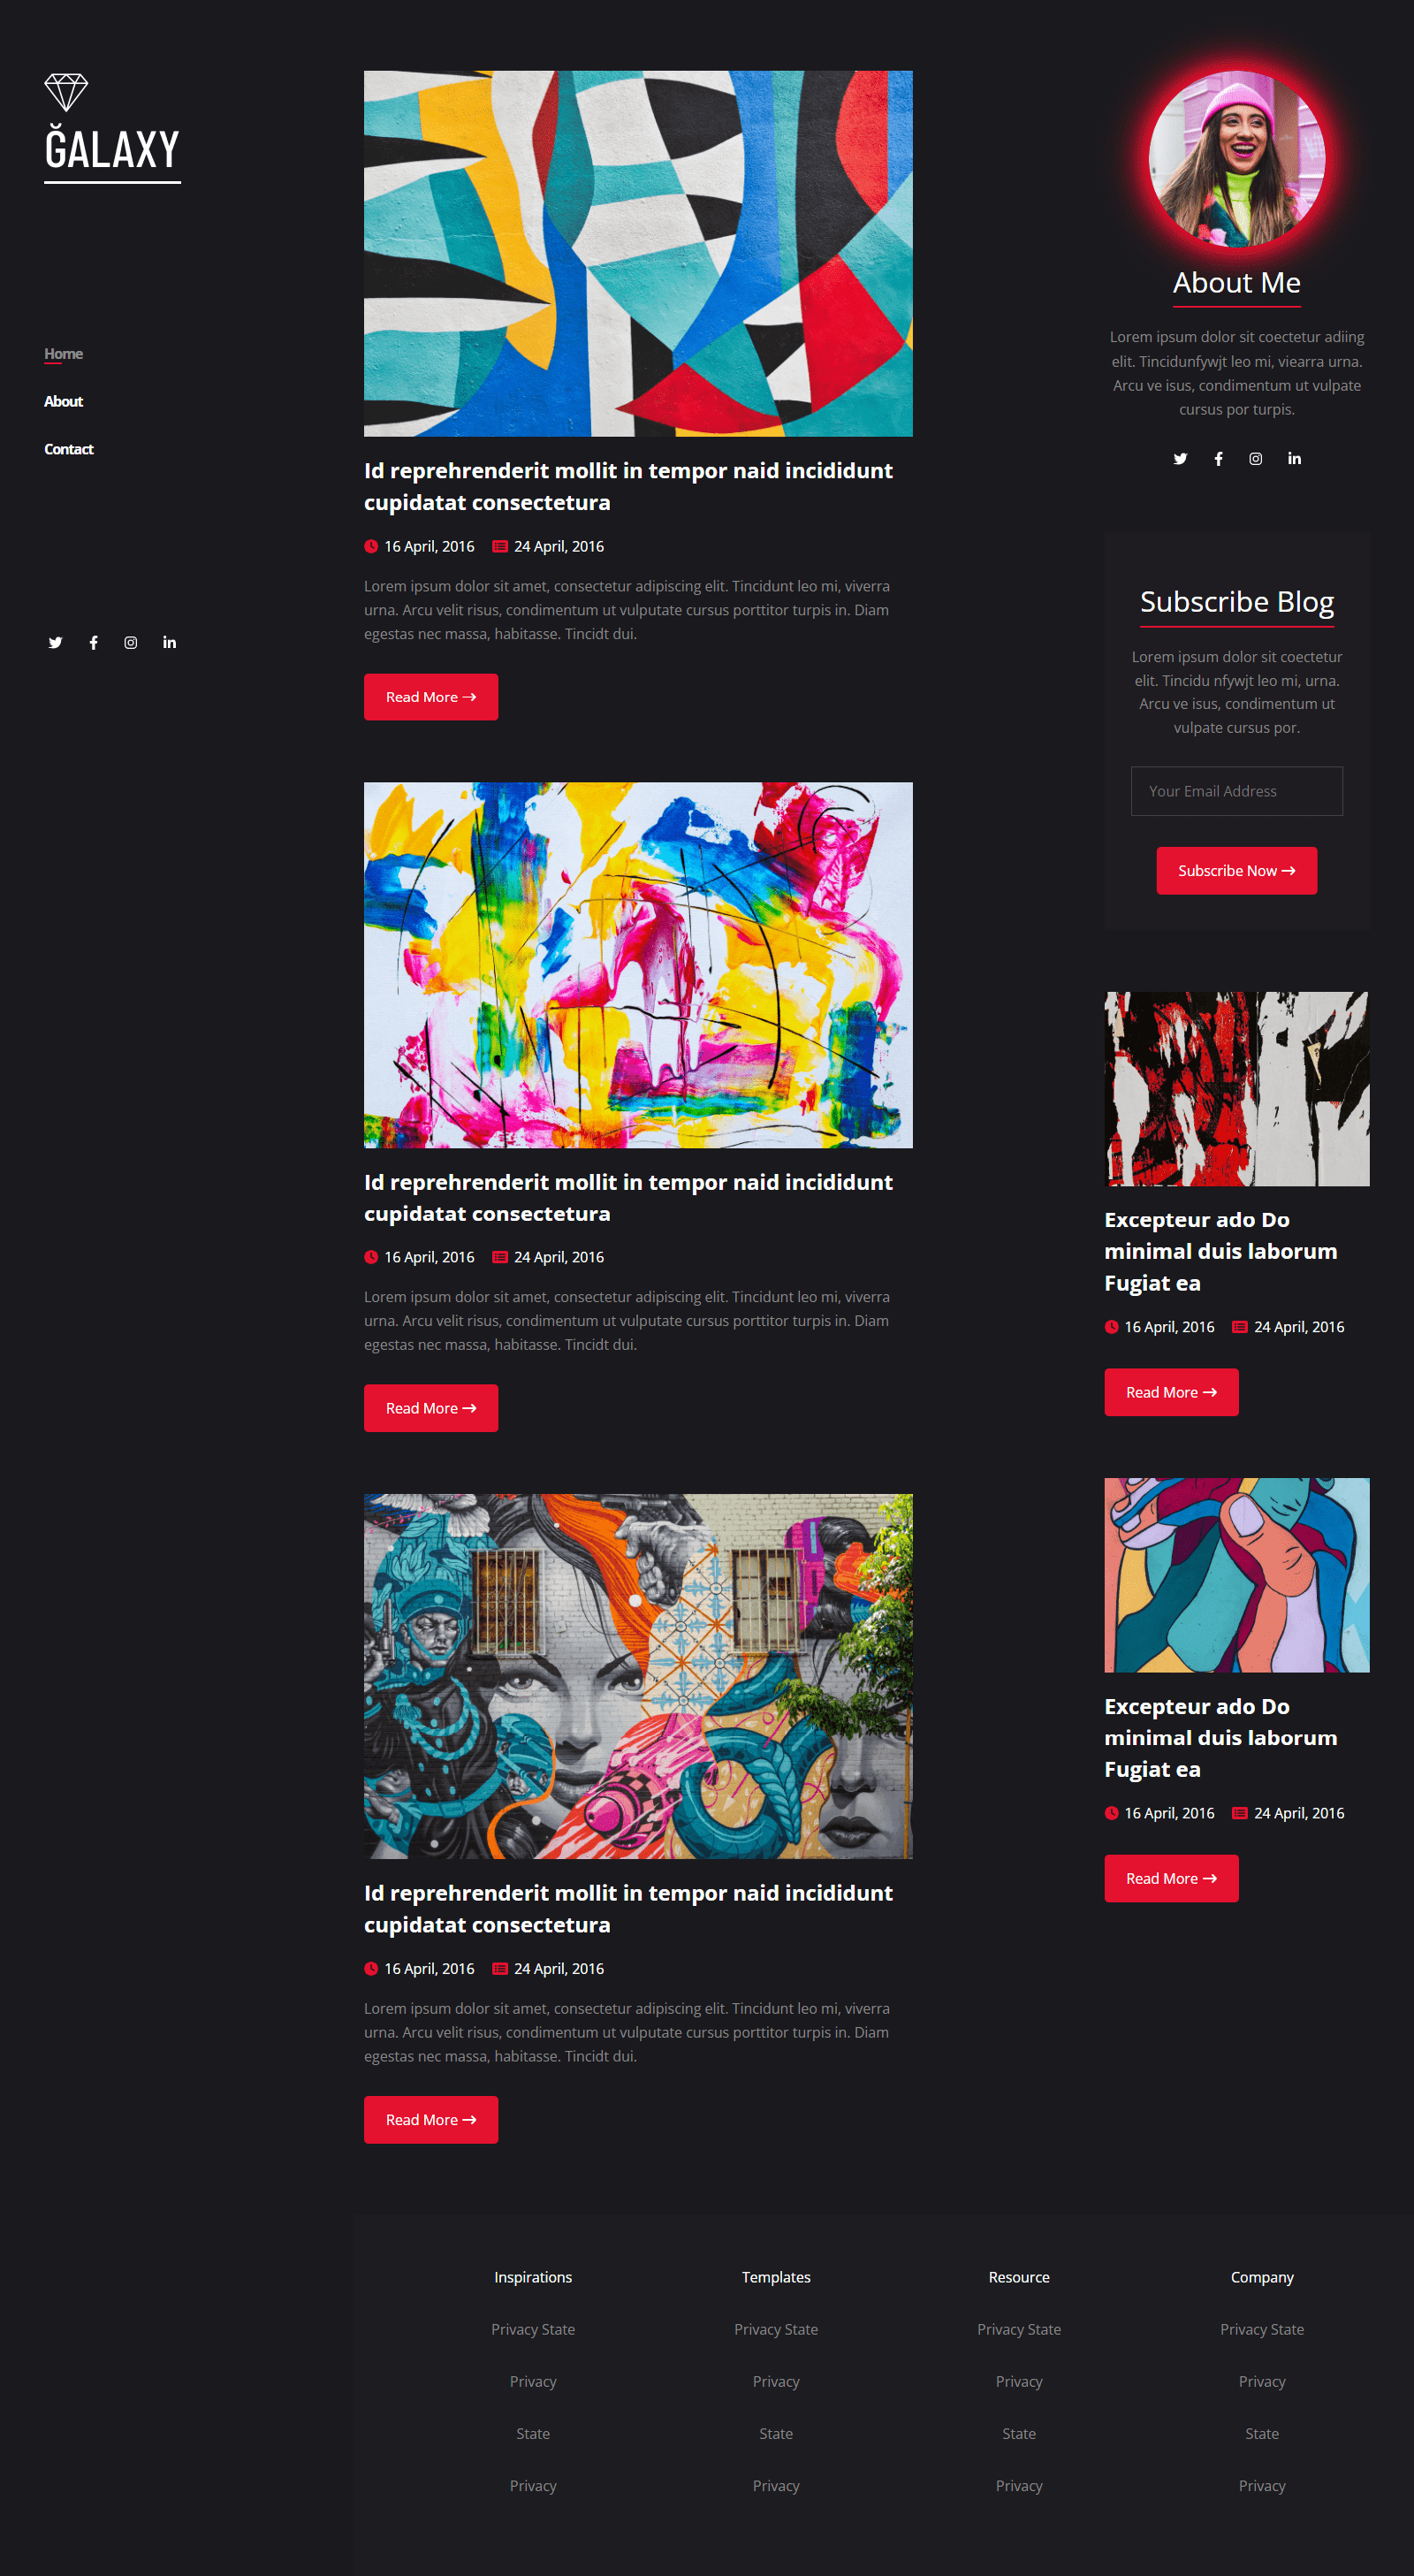 ĞALAXY
Home
About
Contact
Id reprehrenderit mollit in tempor naid incididunt
cupidatat consectetura
16 April, 2016 24 April, 2016
Lorem ipsum dolor sit amet, consectetur adipiscing elit. Tincidunt leo mi, viverra
urna. Arcu velit risus, condimentum ut vulputate cursus porttitor turpis in. Diam
egestas nec massa, habitasse. Tincidt dui.
Read More
Id reprehrenderit mollit in tempor naid incididunt
cupidatat consectetura
16 April, 2016 24 April, 2016
Lorem ipsum dolor sit amet, consectetur adipiscing elit. Tincidunt leo mi, viverra
urna. Arcu velit risus, condimentum ut vulputate cursus porttitor turpis in. Diam
egestas nec massa, habitasse. Tincidt dui.
Read More
Id reprehrenderit mollit in tempor naid incididunt
cupidatat consectetura
16 April, 2016 24 April, 2016
Lorem ipsum dolor sit amet, consectetur adipiscing elit. Tincidunt leo mi, viverra
urna. Arcu velit risus, condimentum ut vulputate cursus porttitor turpis in. Diam
egestas nec massa, habitasse. Tincidt dui.
Read More
About Me
Lorem ipsum dolor sit coectetur adiing
elit. Tincidunfywjt leo mi, viearra urna.
Arcu ve isus, condimentum ut vulpate
cursus por turpis.
Subscribe Blog
Lorem ipsum dolor sit coectetur
elit. Tincidu nfywjt leo mi, urna.
Arcu ve isus, condimentum ut
vulpate cursus por.
Your Email Address
Subscribe Now
Excepteur ado Do
minimal duis laborum
Fugiat ea
16 April, 2016 24 April, 2016
Read More
Excepteur ado Do
minimal duis laborum
Fugiat ea
16 April, 2016 24 April, 2016
Read More
Inspirations Templates Resource Company
Privacy State Privacy State Privacy State Privacy State
Privacy Privacy Privacy Privacy
State State State State
Privacy Privacy Privacy Privacy